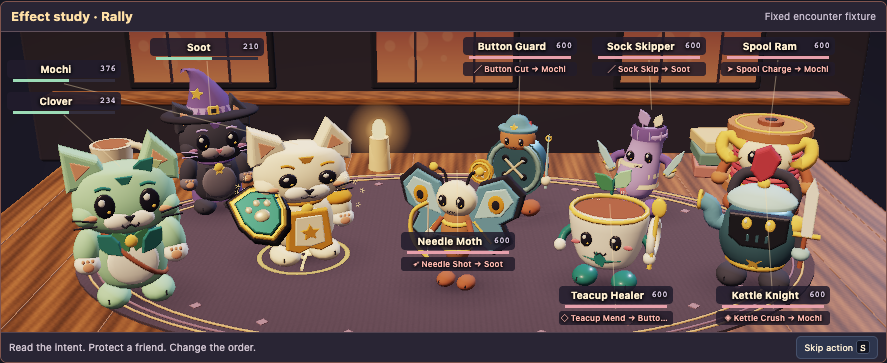 Effect study · Rally
Fixed encounter fixture
Soot 210
Button Guard 600
Button Cut → Mochi
Sock Skipper 600
Sock Skip → Soot
Spool Ram 600
Spool Charge → Mochi
Mochi 376
Clover 234
Needle Moth 600
Needle Shot → Soot
Teacup Healer 600
Teacup Mend → Butto...
Kettle Knight 600
Kettle Crush → Mochi
Read the intent. Protect a friend. Change the order.
Skip action S